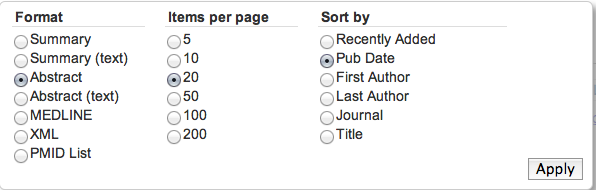 Format
Summary
Summary (text)
Abstract
Abstract (text)
MEDLINE
XML
PMID List
Items per page
5
10
20
50
100
200
Sort by
Recently Added
Pub Date
First Author
Last Author
Journal
Title
Apply